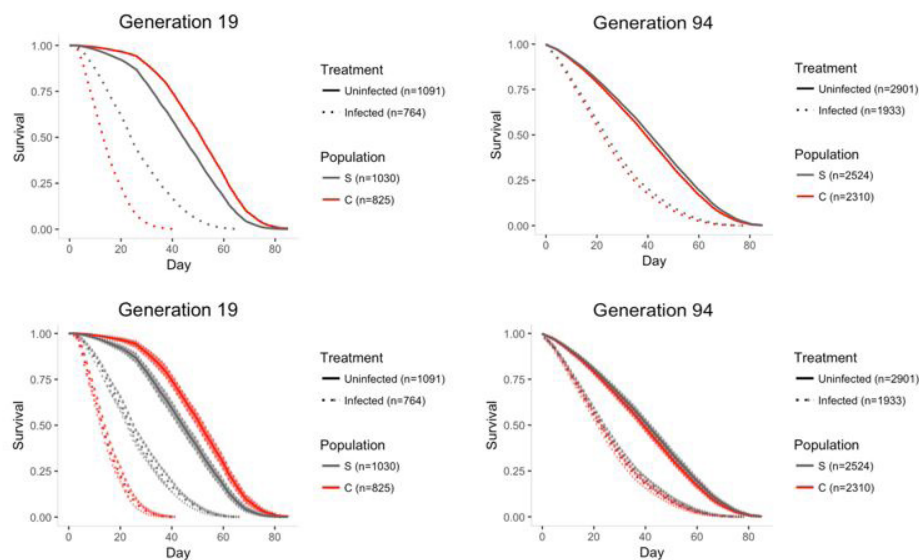 Generation 19
1.00
0.75
0.50
0.25
0.00
Survival
0
20
40
60
80
Day
Treatment
Uninfected (n=1091)
Infected (n=764)
Population
S (n=1030)
C (n=825)
Generation 94
1.00
0.75
0.50
0.25
0.00
Survival
0
20
40
60
80
Day
Treatment
Uninfected (n=2901)
Infected (n=1933)
Population
S (n=2524)
C (n=2310)
Generation 19
1.00
0.75
0.50
0.25
0.00
Survival
0
20
40
60
80
Day
Treatment
Uninfected (n=1091)
Infected (n=764)
Population
S (n=1030)
C (n=825)
Generation 94
1.00
0.75
0.50
0.25
0.00
Survival
0
20
40
60
80
Day
Treatment
Uninfected (n=2901)
Infected (n=1933)
Population
S (n=2524)
C (n=2310)